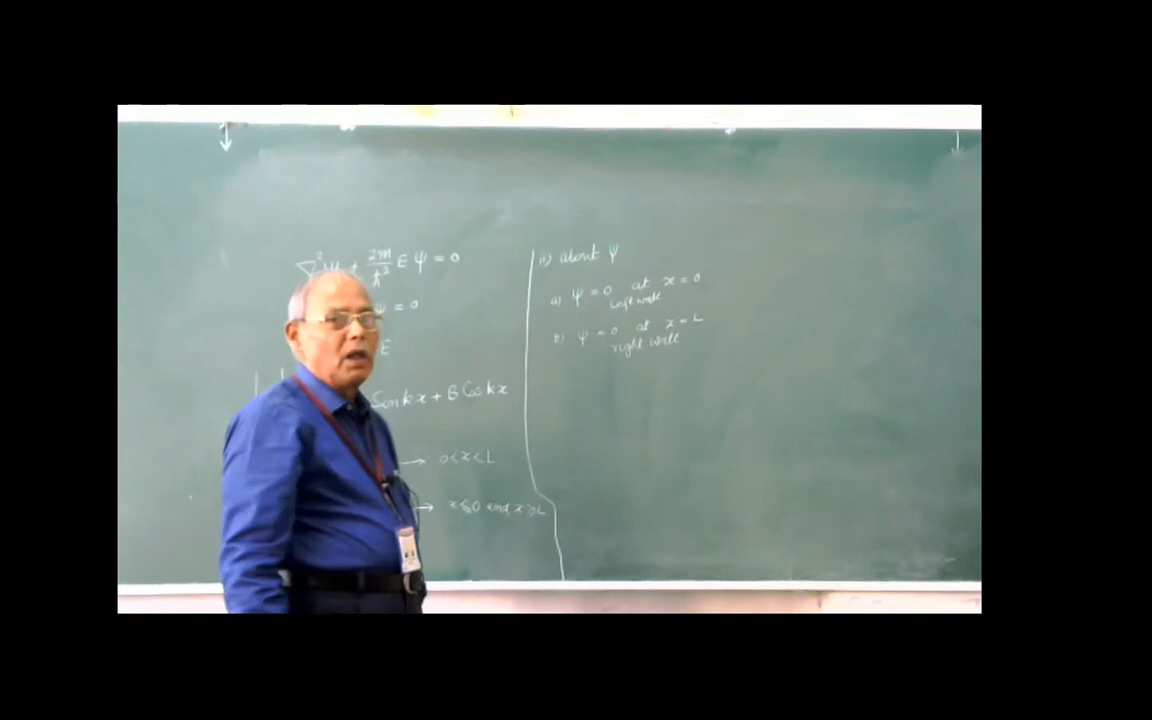 ∇²Ψ + 2m/ħ² E Ψ = 0
Ψ = 0
E
Sin kx + B Cos kx
→ 0 < x < L
→ x ≤ 0 and x ≥ L
ii) about Ψ
a) Ψ = 0 at x = 0
left wall
b) Ψ = 0 at x = L
right wall